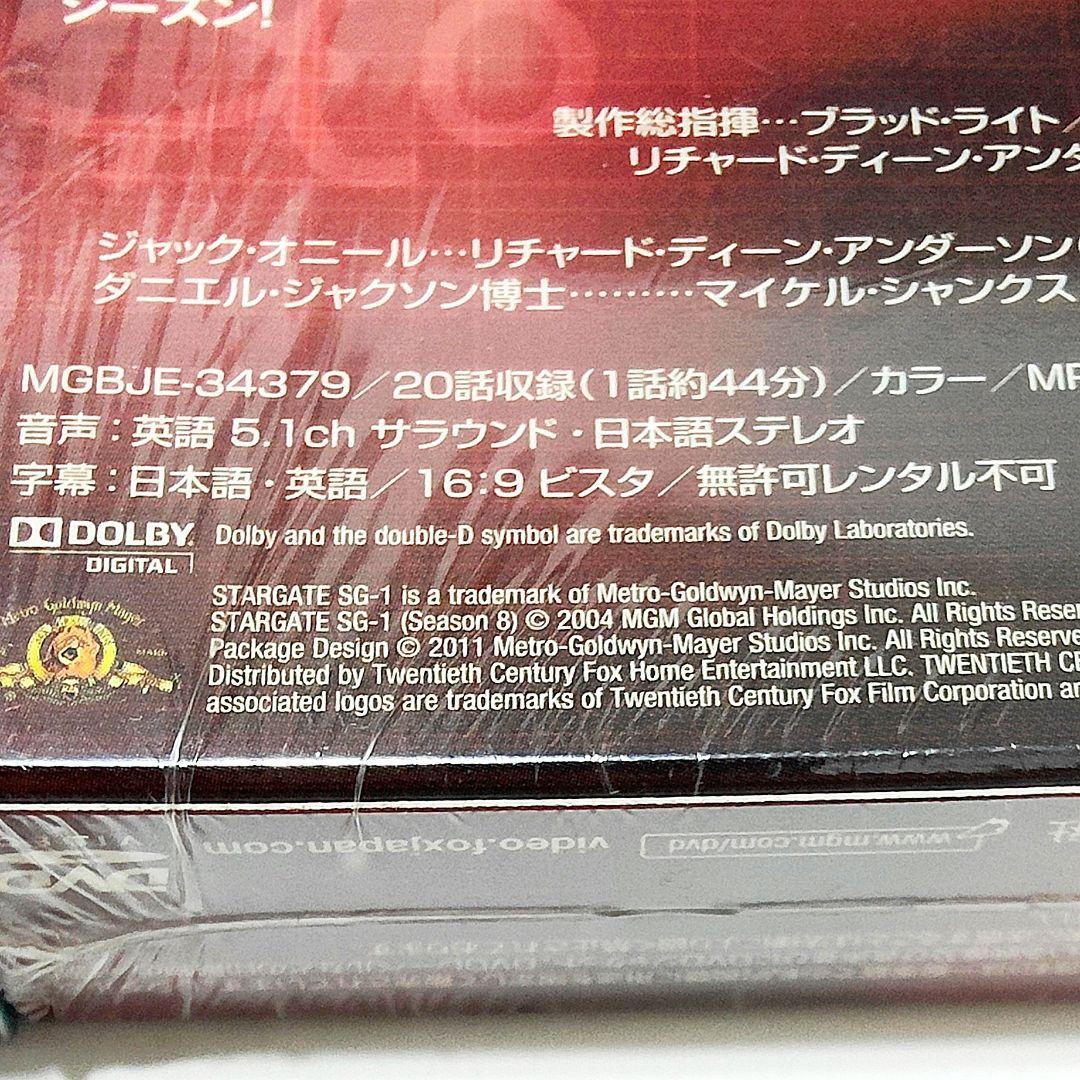 シーズン!
製作総指揮…ブラッド・ライト/
リチャード・ディーン・アンダ
ジャック・オニール…リチャード・ディーン・アンダーソン
ダニエル・ジャクソン博士………マイケル・シャンクス
MGBJE-34379/20話収録(1話約44分)/カラー/MP
音声:英語 5.1ch サラウンド・日本語ステレオ
字幕:日本語・英語/16:9 ビスタ/無許可レンタル不可
DOLBY DIGITAL Dolby and the double-D symbol are trademarks of Dolby Laboratories.
Metro Goldwyn Mayer
STARGATE SG-1 is a trademark of Metro-Goldwyn-Mayer Studios Inc.
STARGATE SG-1 (Season 8) © 2004 MGM Global Holdings Inc. All Rights Reser
Package Design © 2011 Metro-Goldwyn-Mayer Studios Inc. All Rights Reserve
Distributed by Twentieth Century Fox Home Entertainment LLC. TWENTIETH CE
associated logos are trademarks of Twentieth Century Fox Film Corporation an
video.foxjapan.com
www.mgm.com/dvd
DVD